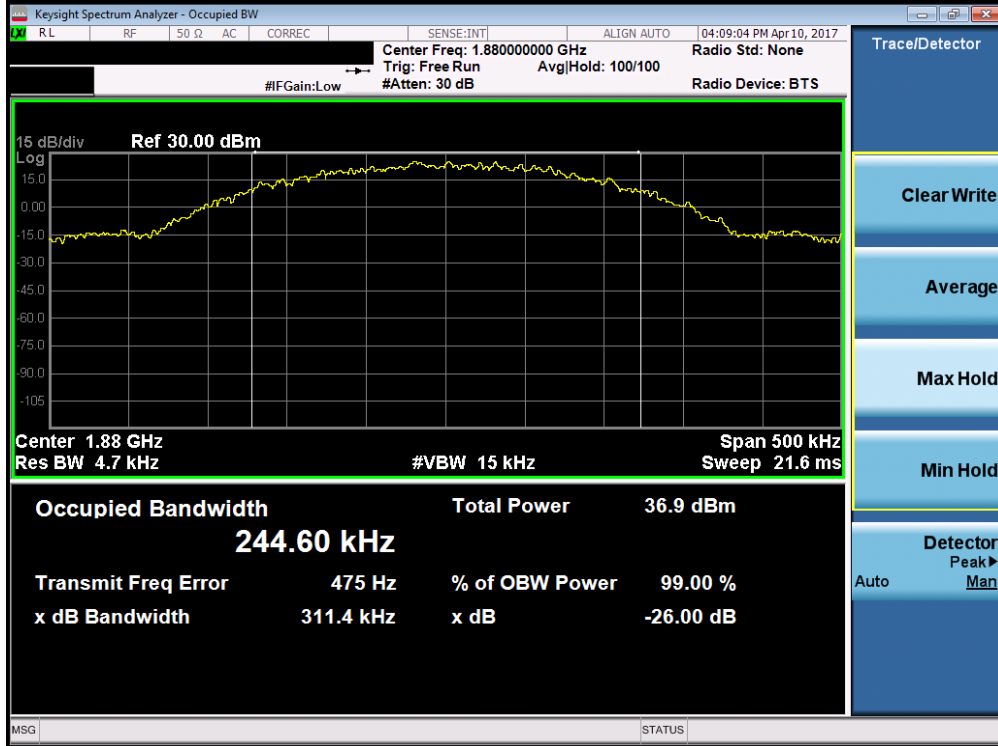 Keysight Spectrum Analyzer - Occupied BW
LXI RL RF 50 Ω AC CORREC SENSE:INT ALIGN AUTO 04:09:04 PM Apr 10, 2017
Center Freq: 1.880000000 GHz Radio Std: None
Trig: Free Run Avg|Hold: 100/100
#IFGain:Low #Atten: 30 dB Radio Device: BTS
Trace/Detector
15 dB/div Ref 30.00 dBm
Log
15.0
0.00
-15.0
-30.0
-45.0
-60.0
-75.0
-90.0
-105
Center 1.88 GHz Span 500 kHz
Res BW 4.7 kHz #VBW 15 kHz Sweep 21.6 ms
Occupied Bandwidth Total Power 36.9 dBm
244.60 kHz
Transmit Freq Error 475 Hz % of OBW Power 99.00 %
x dB Bandwidth 311.4 kHz x dB -26.00 dB
Clear Write
Average
Max Hold
Min Hold
Detector
Peak▶
Auto Man
MSG STATUS